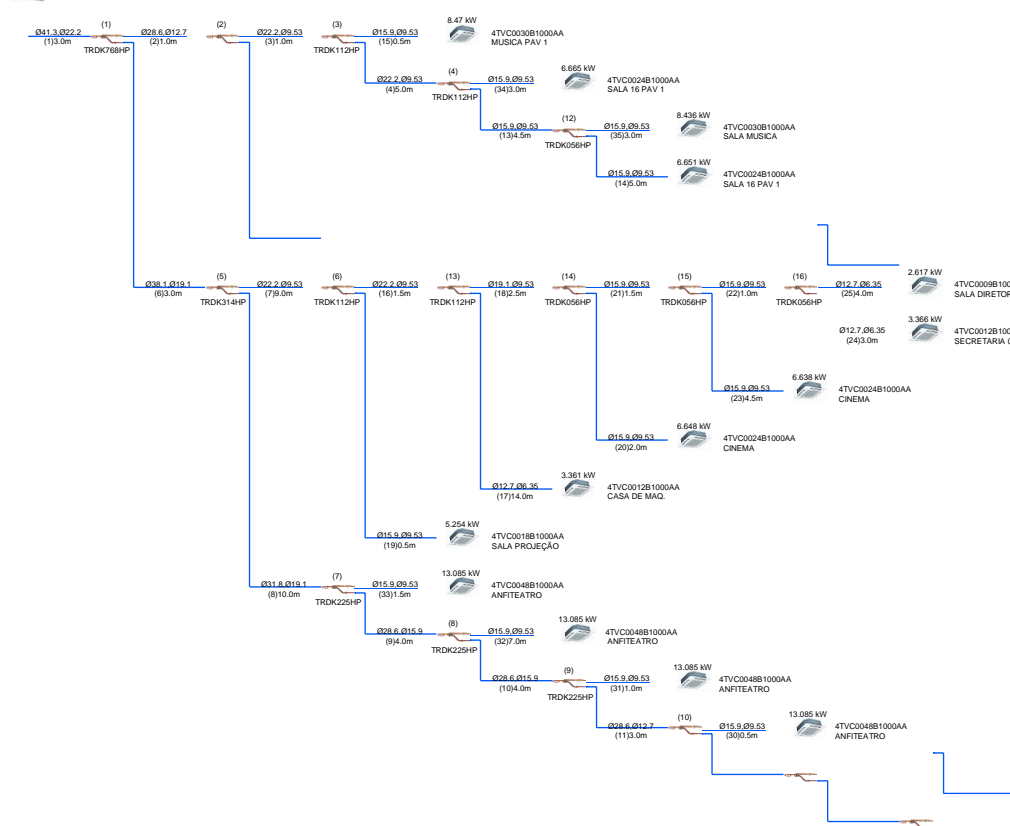 (1)
(2)
(3)
8.47 kW
Ø41.3,Ø22.2
(1)3.0m
TRDK768HP
Ø28.6,Ø12.7
(2)1.0m
Ø22.2,Ø9.53
(3)1.0m
TRDK112HP
Ø15.9,Ø9.53
(15)0.5m
4TVC0030B1000AA
MUSICA PAV 1
(4)
6.665 kW
Ø22.2,Ø9.53
(4)5.0m
TRDK112HP
Ø15.9,Ø9.53
(34)3.0m
4TVC0024B1000AA
SALA 16 PAV 1
(12)
8.436 kW
Ø15.9,Ø9.53
(13)4.5m
TRDK056HP
Ø15.9,Ø9.53
(35)3.0m
4TVC0030B1000AA
SALA MUSICA
6.651 kW
Ø15.9,Ø9.53
(14)5.0m
4TVC0024B1000AA
SALA 16 PAV 1
(5)
(6)
(13)
(14)
(15)
(16)
2.617 kW
Ø38.1,Ø19.1
(6)3.0m
TRDK314HP
Ø22.2,Ø9.53
(7)9.0m
TRDK112HP
Ø22.2,Ø9.53
(16)1.5m
TRDK112HP
Ø19.1,Ø9.53
(18)2.5m
TRDK056HP
Ø15.9,Ø9.53
(21)1.5m
TRDK056HP
Ø15.9,Ø9.53
(22)1.0m
TRDK056HP
Ø12.7,Ø6.35
(25)4.0m
4TVC0009B100
SALA DIRETOR
3.366 kW
Ø12.7,Ø6.35
(24)3.0m
4TVC0012B100
SECRETARIA
6.638 kW
Ø15.9,Ø9.53
(23)4.5m
4TVC0024B1000AA
CINEMA
6.648 kW
Ø15.9,Ø9.53
(20)2.0m
4TVC0024B1000AA
CINEMA
3.361 kW
Ø12.7,Ø6.35
(17)14.0m
4TVC0012B1000AA
CASA DE MAQ.
5.254 kW
Ø15.9,Ø9.53
(19)0.5m
4TVC0018B1000AA
SALA PROJEÇÃO
(7)
13.085 kW
Ø31.8,Ø19.1
(8)10.0m
TRDK225HP
Ø15.9,Ø9.53
(33)1.5m
4TVC0048B1000AA
ANFITEATRO
(8)
13.085 kW
Ø28.6,Ø15.9
(9)4.0m
TRDK225HP
Ø15.9,Ø9.53
(32)7.0m
4TVC0048B1000AA
ANFITEATRO
(9)
13.085 kW
Ø28.6,Ø15.9
(10)4.0m
TRDK225HP
Ø15.9,Ø9.53
(31)1.0m
4TVC0048B1000AA
ANFITEATRO
(10)
13.085 kW
Ø28.6,Ø12.7
(11)3.0m
Ø15.9,Ø9.53
(30)0.5m
4TVC0048B1000AA
ANFITEATRO